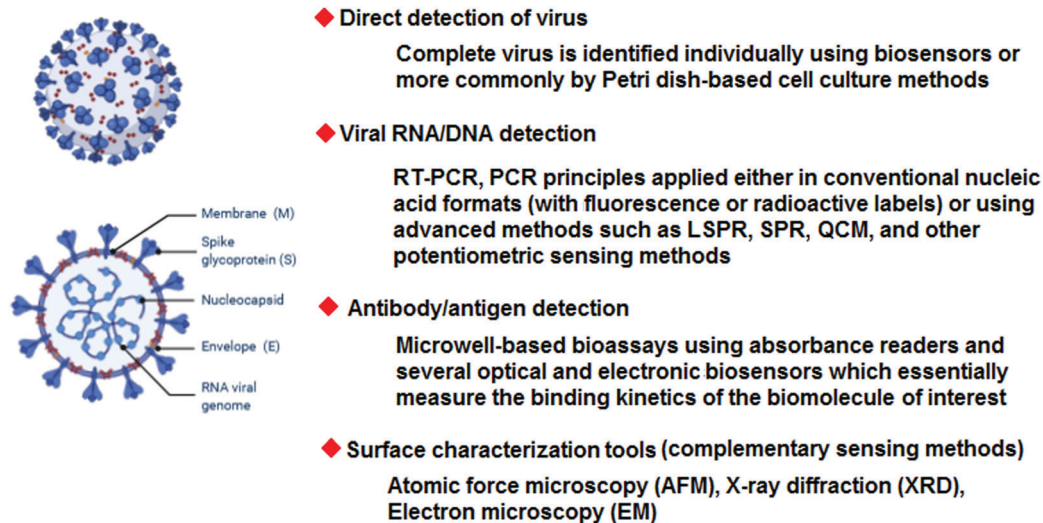 Direct detection of virus
Complete virus is identified individually using biosensors or
more commonly by Petri dish-based cell culture methods
Viral RNA/DNA detection
RT-PCR, PCR principles applied either in conventional nucleic
acid formats (with fluorescence or radioactive labels) or using
advanced methods such as LSPR, SPR, QCM, and other
potentiometric sensing methods
Membrane (M)
Spike
glycoprotein (S)
Nucleocapsid
Envelope (E)
RNA viral
genome
Antibody/antigen detection
Microwell-based bioassays using absorbance readers and
several optical and electronic biosensors which essentially
measure the binding kinetics of the biomolecule of interest
Surface characterization tools (complementary sensing methods)
Atomic force microscopy (AFM), X-ray diffraction (XRD),
Electron microscopy (EM)